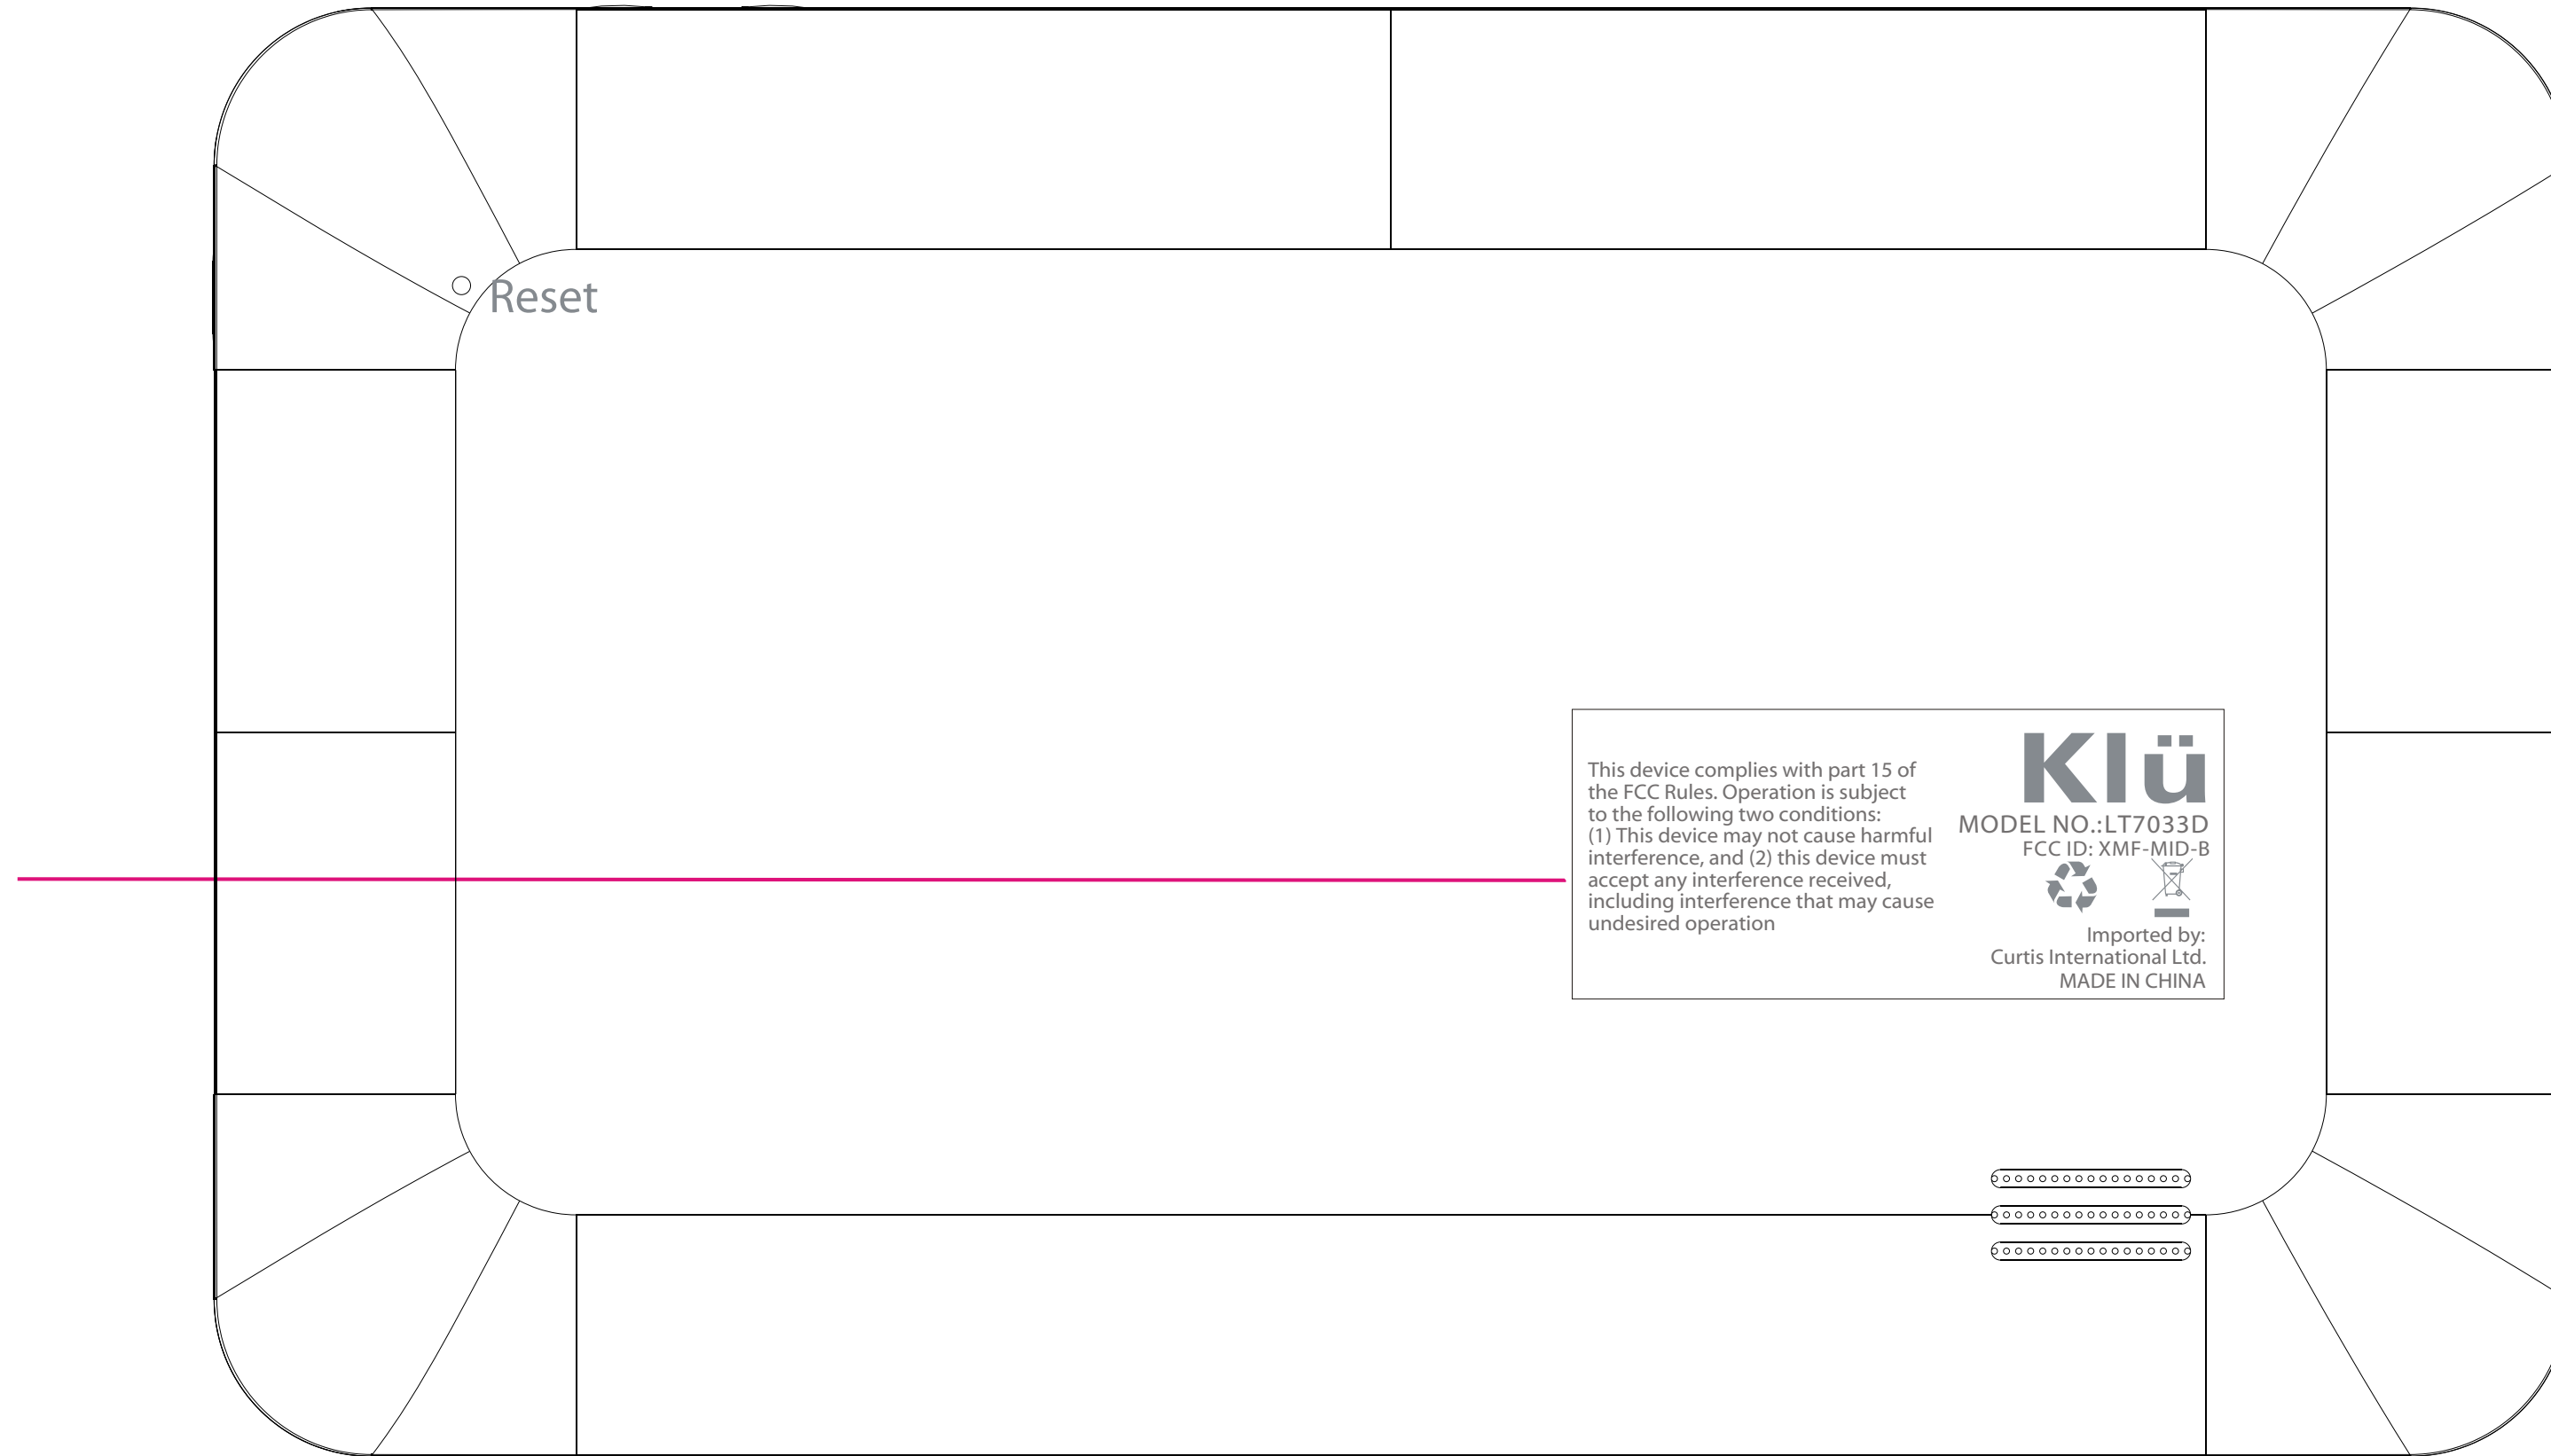 Reset
This device complies with part 15 of
the FCC Rules. Operation is subject
to the following two conditions:
(1) This device may not cause harmful
interference, and (2) this device must
accept any interference received,
including interference that may cause
undesired operation
Klü
MODEL NO.:LT7033D
FCC ID: XMF-MID-B
Imported by:
Curtis International Ltd.
MADE IN CHINA